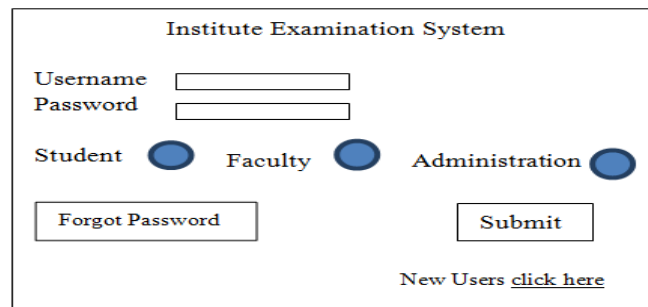 Institute Examination System
Username
Password
Student Faculty Administration
Forgot Password Submit
New Users click here